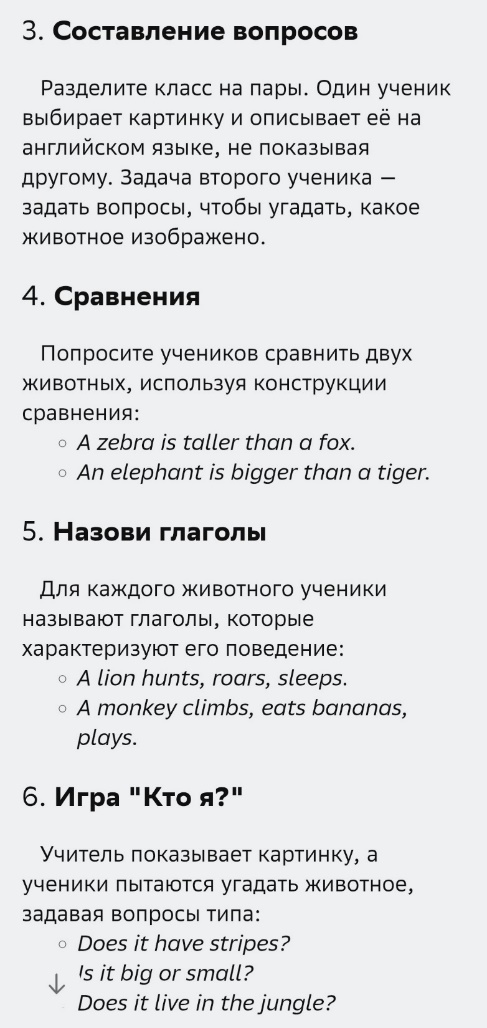 3. Составление вопросов
Разделите класс на пары. Один ученик
выбирает картинку и описывает её на
английском языке, не показывая
другому. Задача второго ученика —
задать вопросы, чтобы угадать, какое
животное изображено.
4. Сравнения
Попросите учеников сравнить двух
животных, используя конструкции
сравнения:
◦ A zebra is taller than a fox.
◦ An elephant is bigger than a tiger.
5. Назови глаголы
Для каждого животного ученики
называют глаголы, которые
характеризуют его поведение:
◦ A lion hunts, roars, sleeps.
◦ A monkey climbs, eats bananas,
plays.
6. Игра "Кто я?"
Учитель показывает картинку, а
ученики пытаются угадать животное,
задавая вопросы типа:
◦ Does it have stripes?
Is it big or small?
Does it live in the jungle?